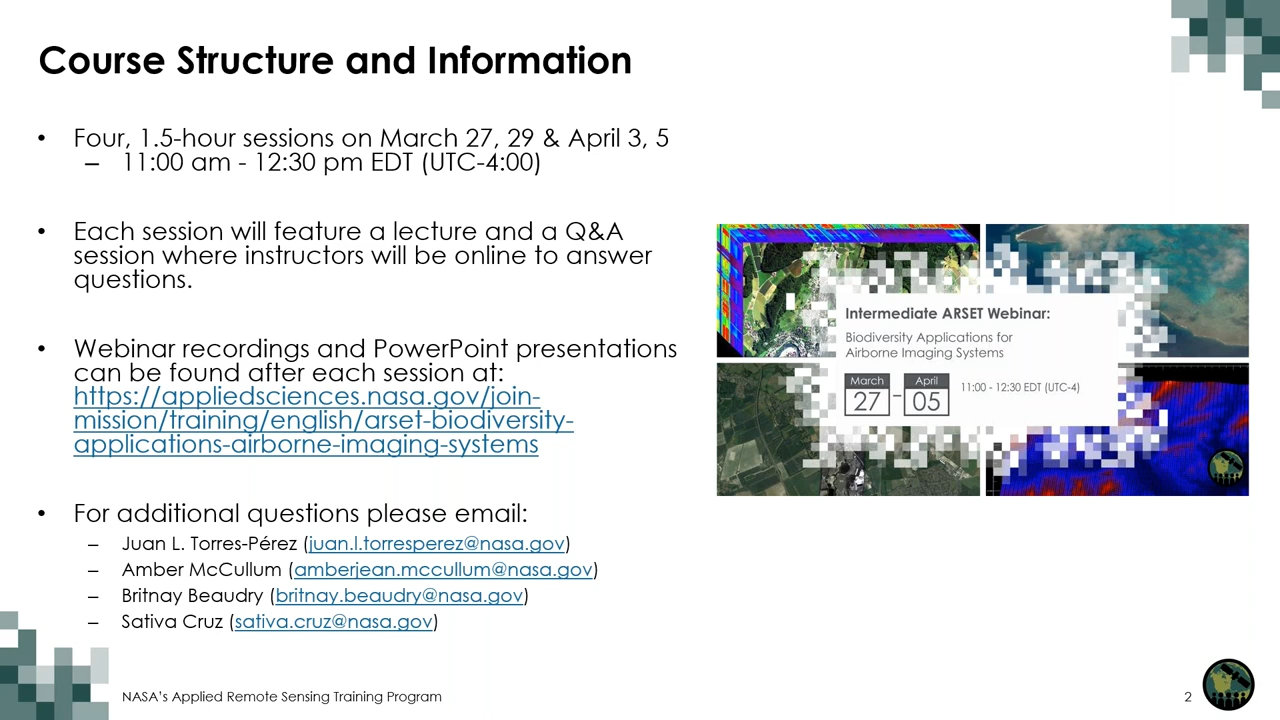 Course Structure and Information
• Four, 1.5-hour sessions on March 27, 29 & April 3, 5
– 11:00 am - 12:30 pm EDT (UTC-4:00)
• Each session will feature a lecture and a Q&A
session where instructors will be online to answer
questions.
• Webinar recordings and PowerPoint presentations
can be found after each session at:
https://appliedsciences.nasa.gov/join-
mission/training/english/arset-biodiversity-
applications-airborne-imaging-systems
• For additional questions please email:
– Juan L. Torres-Pérez (juan.l.torresperez@nasa.gov)
– Amber McCullum (amberjean.mccullum@nasa.gov)
– Britnay Beaudry (britnay.beaudry@nasa.gov)
– Sativa Cruz (sativa.cruz@nasa.gov)
Intermediate ARSET Webinar:
Biodiversity Applications for
Airborne Imaging Systems
March April
27 - 05 11:00 - 12:30 EDT (UTC-4)
NASA's Applied Remote Sensing Training Program
2